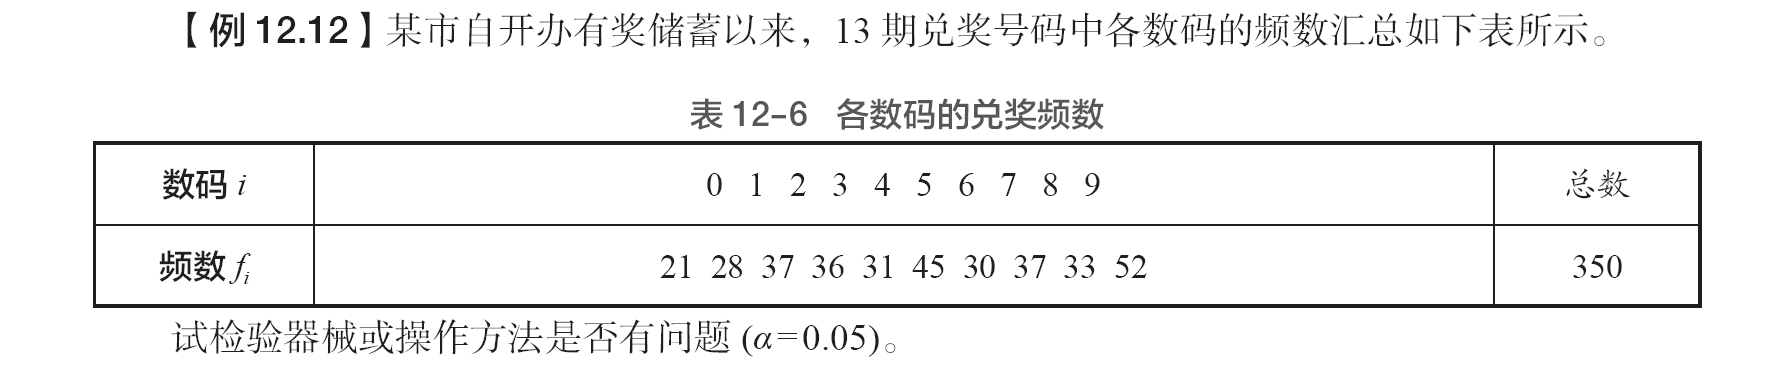 【例 12.12】某市自开办有奖储蓄以来，13 期兑奖号码中各数码的频数汇总如下表所示。
表 12-6 各数码的兑奖频数
数码 i 0 1 2 3 4 5 6 7 8 9 总数
频数 fi 21 28 37 36 31 45 30 37 33 52 350
试检验器械或操作方法是否有问题 (α=0.05)。